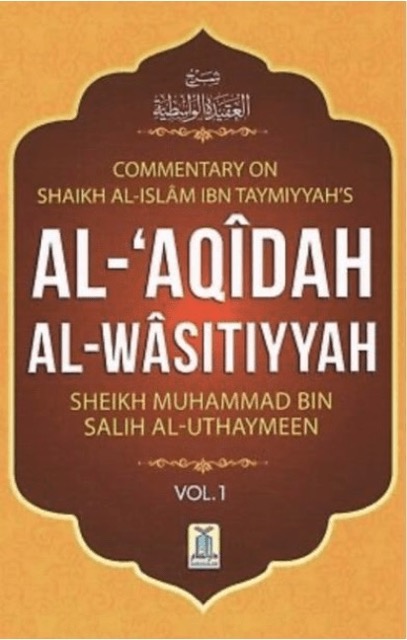 شرح
العقيدة الواسطية
COMMENTARY ON
SHAIKH AL-ISLÂM IBN TAYMIYYAH'S
AL-‘AQÎDAH
AL-WÂSITIYYAH
SHEIKH MUHAMMAD BIN
SALIH AL-UTHAYMEEN
VOL.1